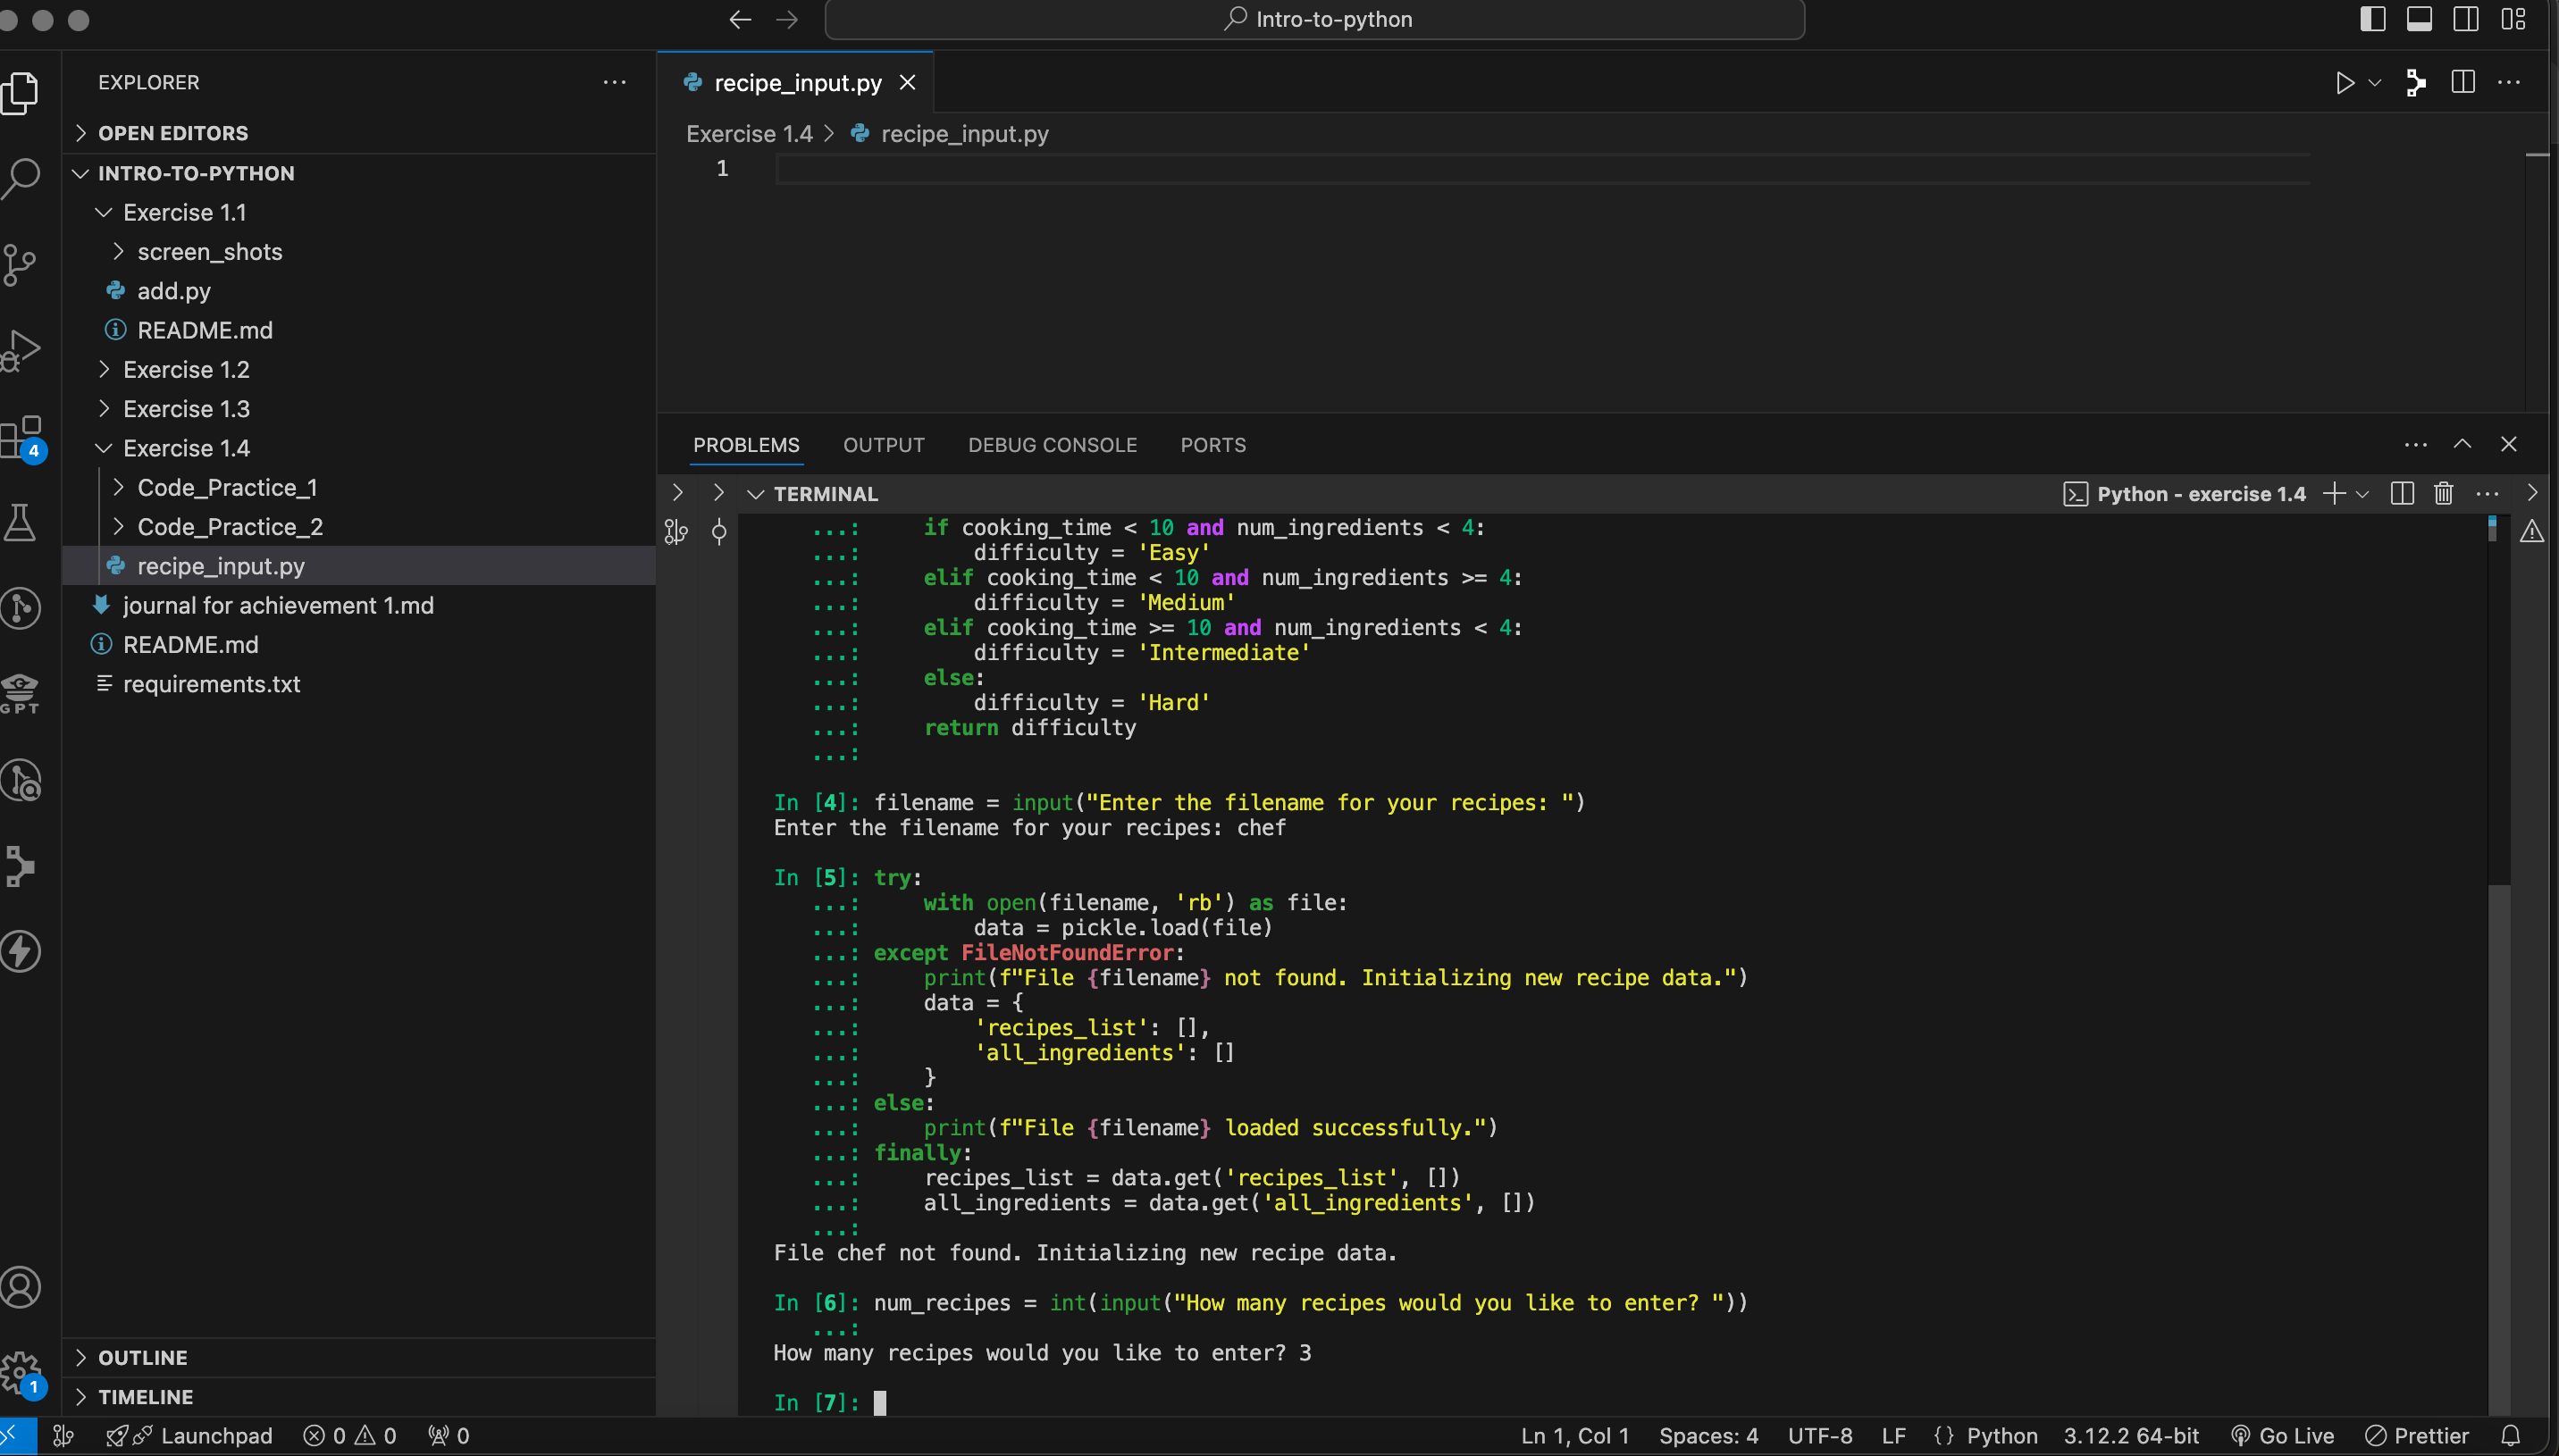 Intro-to-python
EXPLORER
OPEN EDITORS
INTRO-TO-PYTHON
Exercise 1.1
screen_shots
add.py
README.md
Exercise 1.2
Exercise 1.3
Exercise 1.4
Code_Practice_1
Code_Practice_2
recipe_input.py
journal for achievement 1.md
README.md
requirements.txt
OUTLINE
TIMELINE
4
GPT
1
recipe_input.py
Exercise 1.4 > recipe_input.py
1
PROBLEMS OUTPUT DEBUG CONSOLE PORTS
TERMINAL
Python - exercise 1.4
...:     if cooking_time < 10 and num_ingredients < 4:
...:         difficulty = 'Easy'
...:     elif cooking_time < 10 and num_ingredients >= 4:
...:         difficulty = 'Medium'
...:     elif cooking_time >= 10 and num_ingredients < 4:
...:         difficulty = 'Intermediate'
...:     else:
...:         difficulty = 'Hard'
...:     return difficulty
...:
In [4]: filename = input("Enter the filename for your recipes: ")
Enter the filename for your recipes: chef
In [5]: try:
...:     with open(filename, 'rb') as file:
...:         data = pickle.load(file)
...: except FileNotFoundError:
...:     print(f"File {filename} not found. Initializing new recipe data.")
...:     data = {
...:         'recipes_list': [],
...:         'all_ingredients': []
...:     }
...: else:
...:     print(f"File {filename} loaded successfully.")
...: finally:
...:     recipes_list = data.get('recipes_list', [])
...:     all_ingredients = data.get('all_ingredients', [])
...:
File chef not found. Initializing new recipe data.
In [6]: num_recipes = int(input("How many recipes would you like to enter? "))
...:
How many recipes would you like to enter? 3
In [7]:
Launchpad 0 0 0 Ln 1, Col 1 Spaces: 4 UTF-8 LF {} Python 3.12.2 64-bit Go Live Prettier